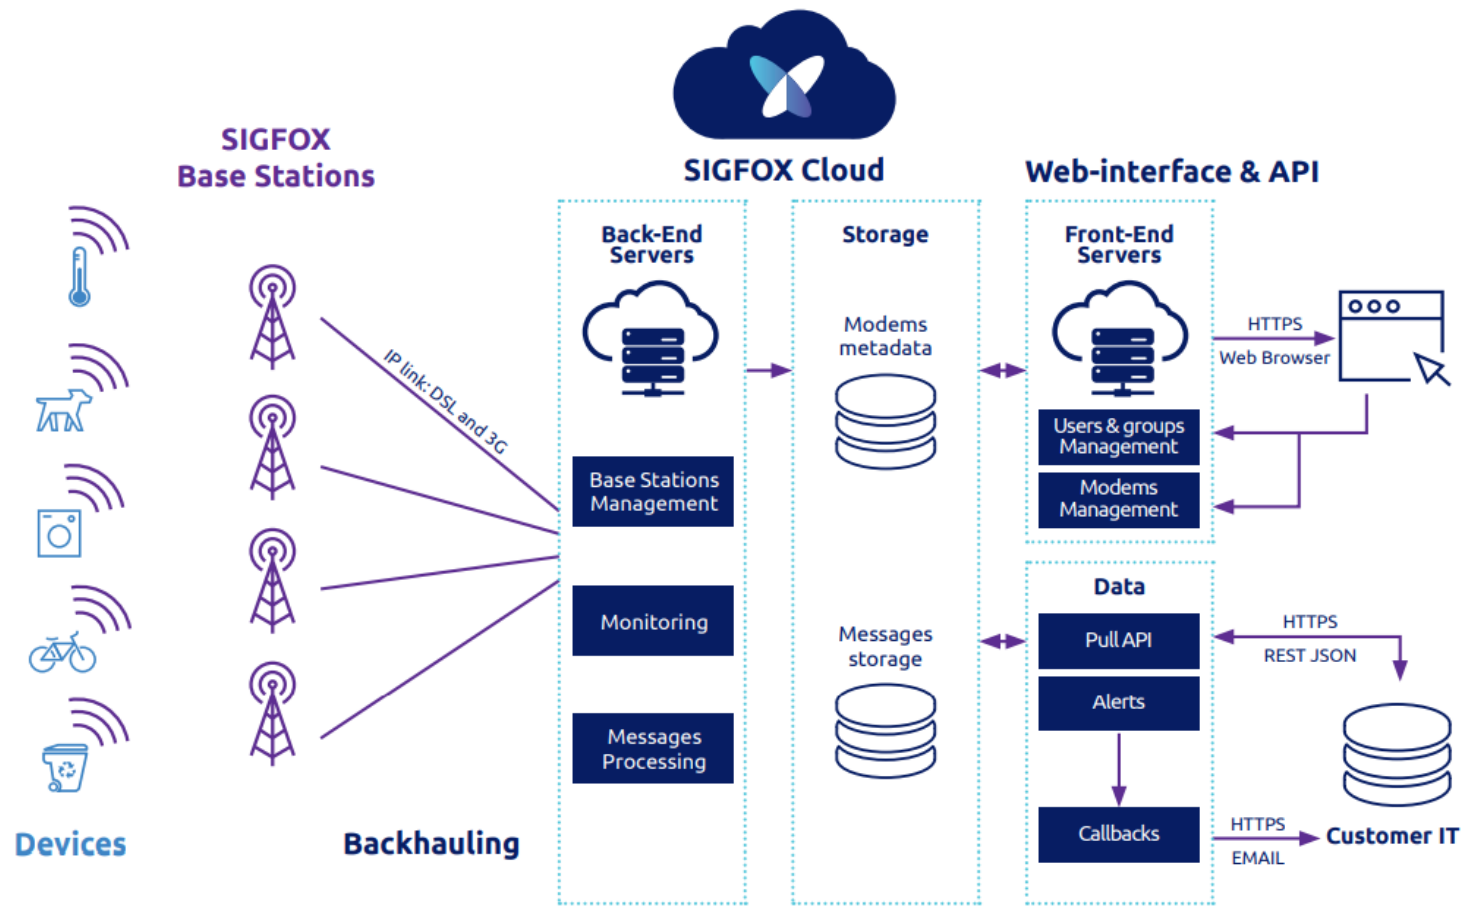 SIGFOX
Base Stations
SIGFOX Cloud
Web-interface & API
Back-End
Servers
Storage
Front-End
Servers
Modems
metadata
HTTPS
Web Browser
IP link: DSL and 3G
Users & groups
Management
Base Stations
Management
Modems
Management
Data
Monitoring
Messages
storage
Pull API
HTTPS
REST JSON
Alerts
Messages
Processing
Callbacks
HTTPS
EMAIL
Customer IT
Devices
Backhauling